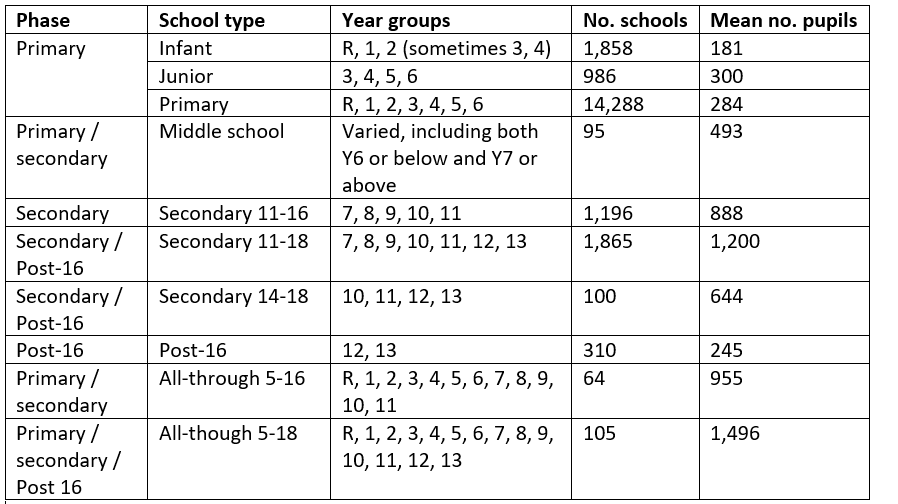 Phase School type Year groups No. schools Mean no. pupils
Primary Infant R, 1, 2 (sometimes 3, 4) 1,858 181
Junior 3, 4, 5, 6 986 300
Primary R, 1, 2, 3, 4, 5, 6 14,288 284
Primary / Middle school Varied, including both 95 493
secondary Y6 or below and Y7 or
above
Secondary Secondary 11-16 7, 8, 9, 10, 11 1,196 888
Secondary / Secondary 11-18 7, 8, 9, 10, 11, 12, 13 1,865 1,200
Post-16
Secondary / Secondary 14-18 10, 11, 12, 13 100 644
Post-16
Post-16 Post-16 12, 13 310 245
Primary / All-through 5-16 R, 1, 2, 3, 4, 5, 6, 7, 8, 9, 64 955
secondary 10, 11
Primary / All-though 5-18 R, 1, 2, 3, 4, 5, 6, 7, 8, 9, 105 1,496
secondary / 10, 11, 12, 13
Post 16